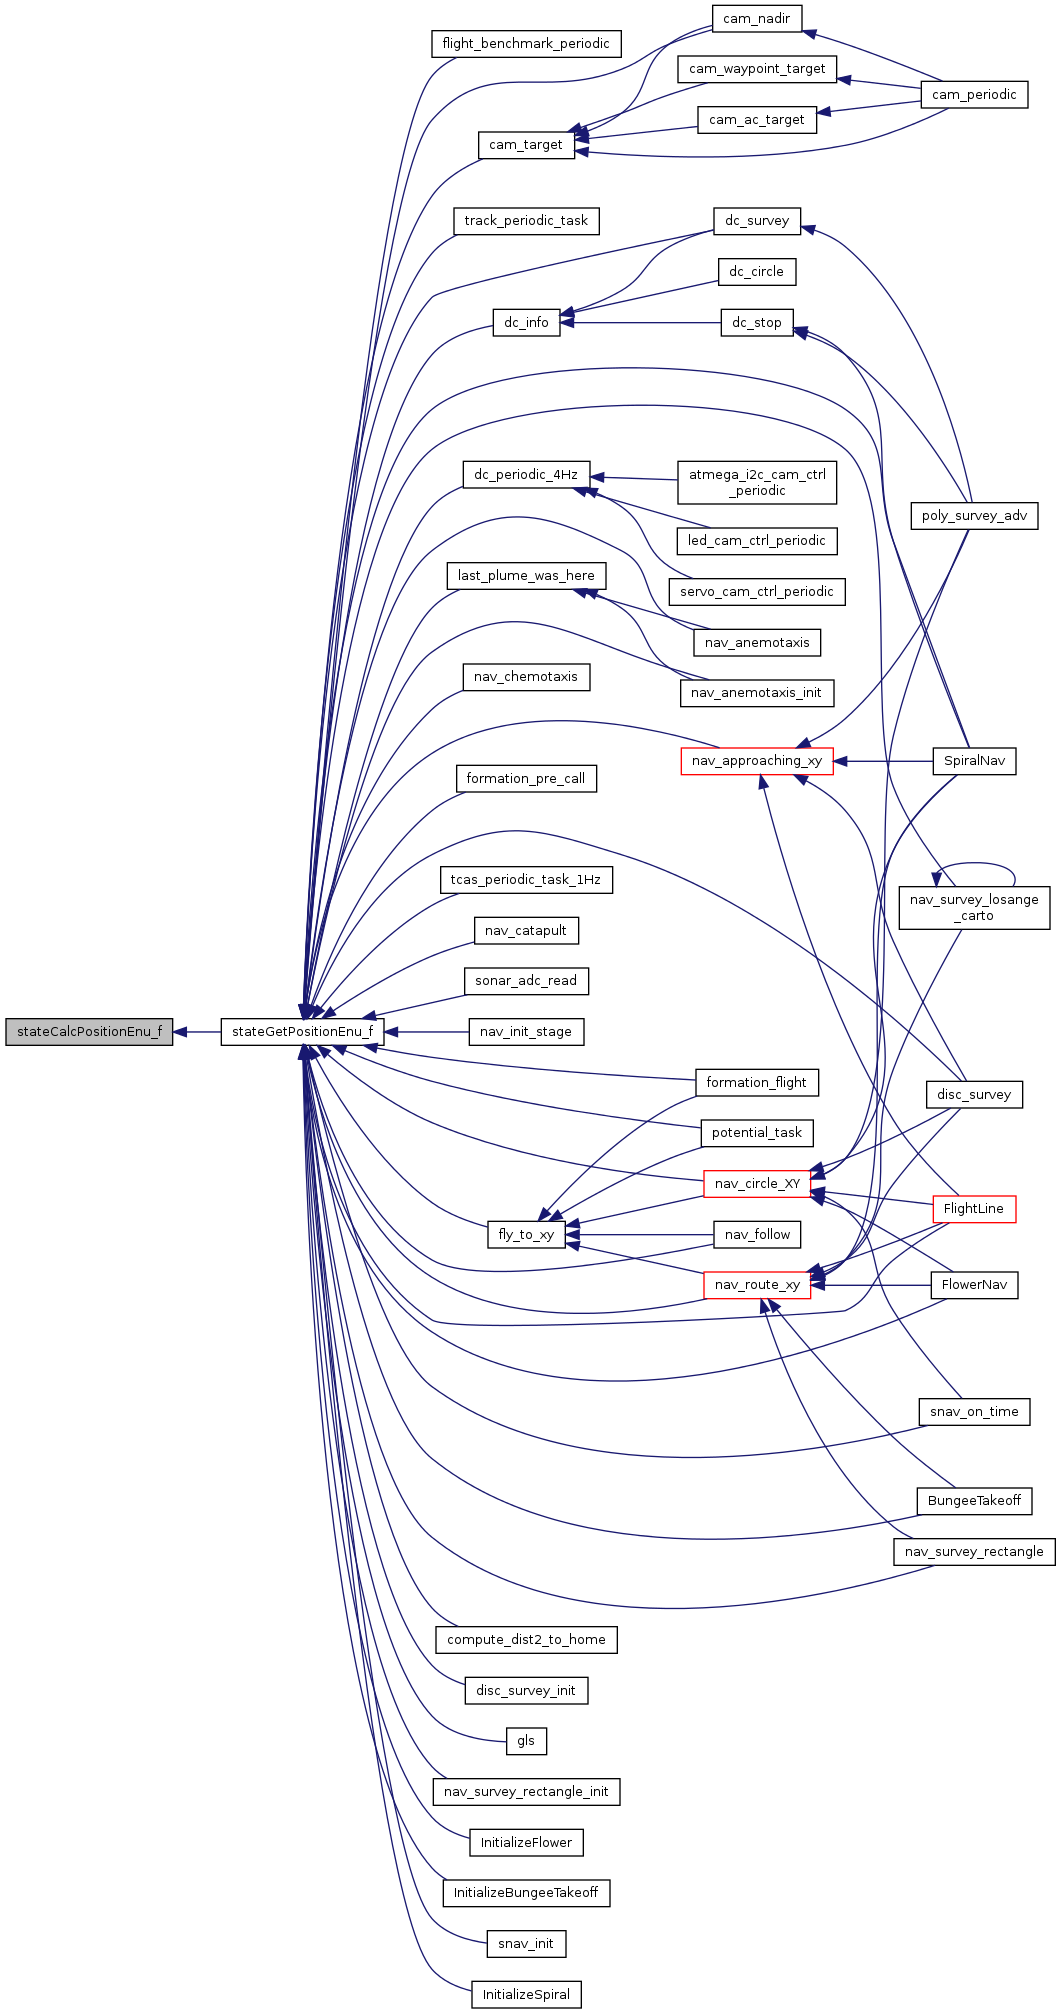 cam_nadir
flight_benchmark_periodic
cam_waypoint_target
cam_periodic
cam_ac_target
cam_target
track_periodic_task
dc_survey
dc_circle
dc_info
dc_stop
dc_periodic_4Hz
atmega_i2c_cam_ctrl
_periodic
poly_survey_adv
led_cam_ctrl_periodic
last_plume_was_here
servo_cam_ctrl_periodic
nav_anemotaxis
nav_chemotaxis
nav_anemotaxis_init
nav_approaching_xy
SpiralNav
formation_pre_call
tcas_periodic_task_1Hz
nav_survey_losange
_carto
nav_catapult
sonar_adc_read
stateCalcPositionEnu_f
stateGetPositionEnu_f
nav_init_stage
formation_flight
disc_survey
potential_task
nav_circle_XY
FlightLine
fly_to_xy
nav_follow
nav_route_xy
FlowerNav
snav_on_time
BungeeTakeoff
nav_survey_rectangle
compute_dist2_to_home
disc_survey_init
gls
nav_survey_rectangle_init
InitializeFlower
InitializeBungeeTakeoff
snav_init
InitializeSpiral